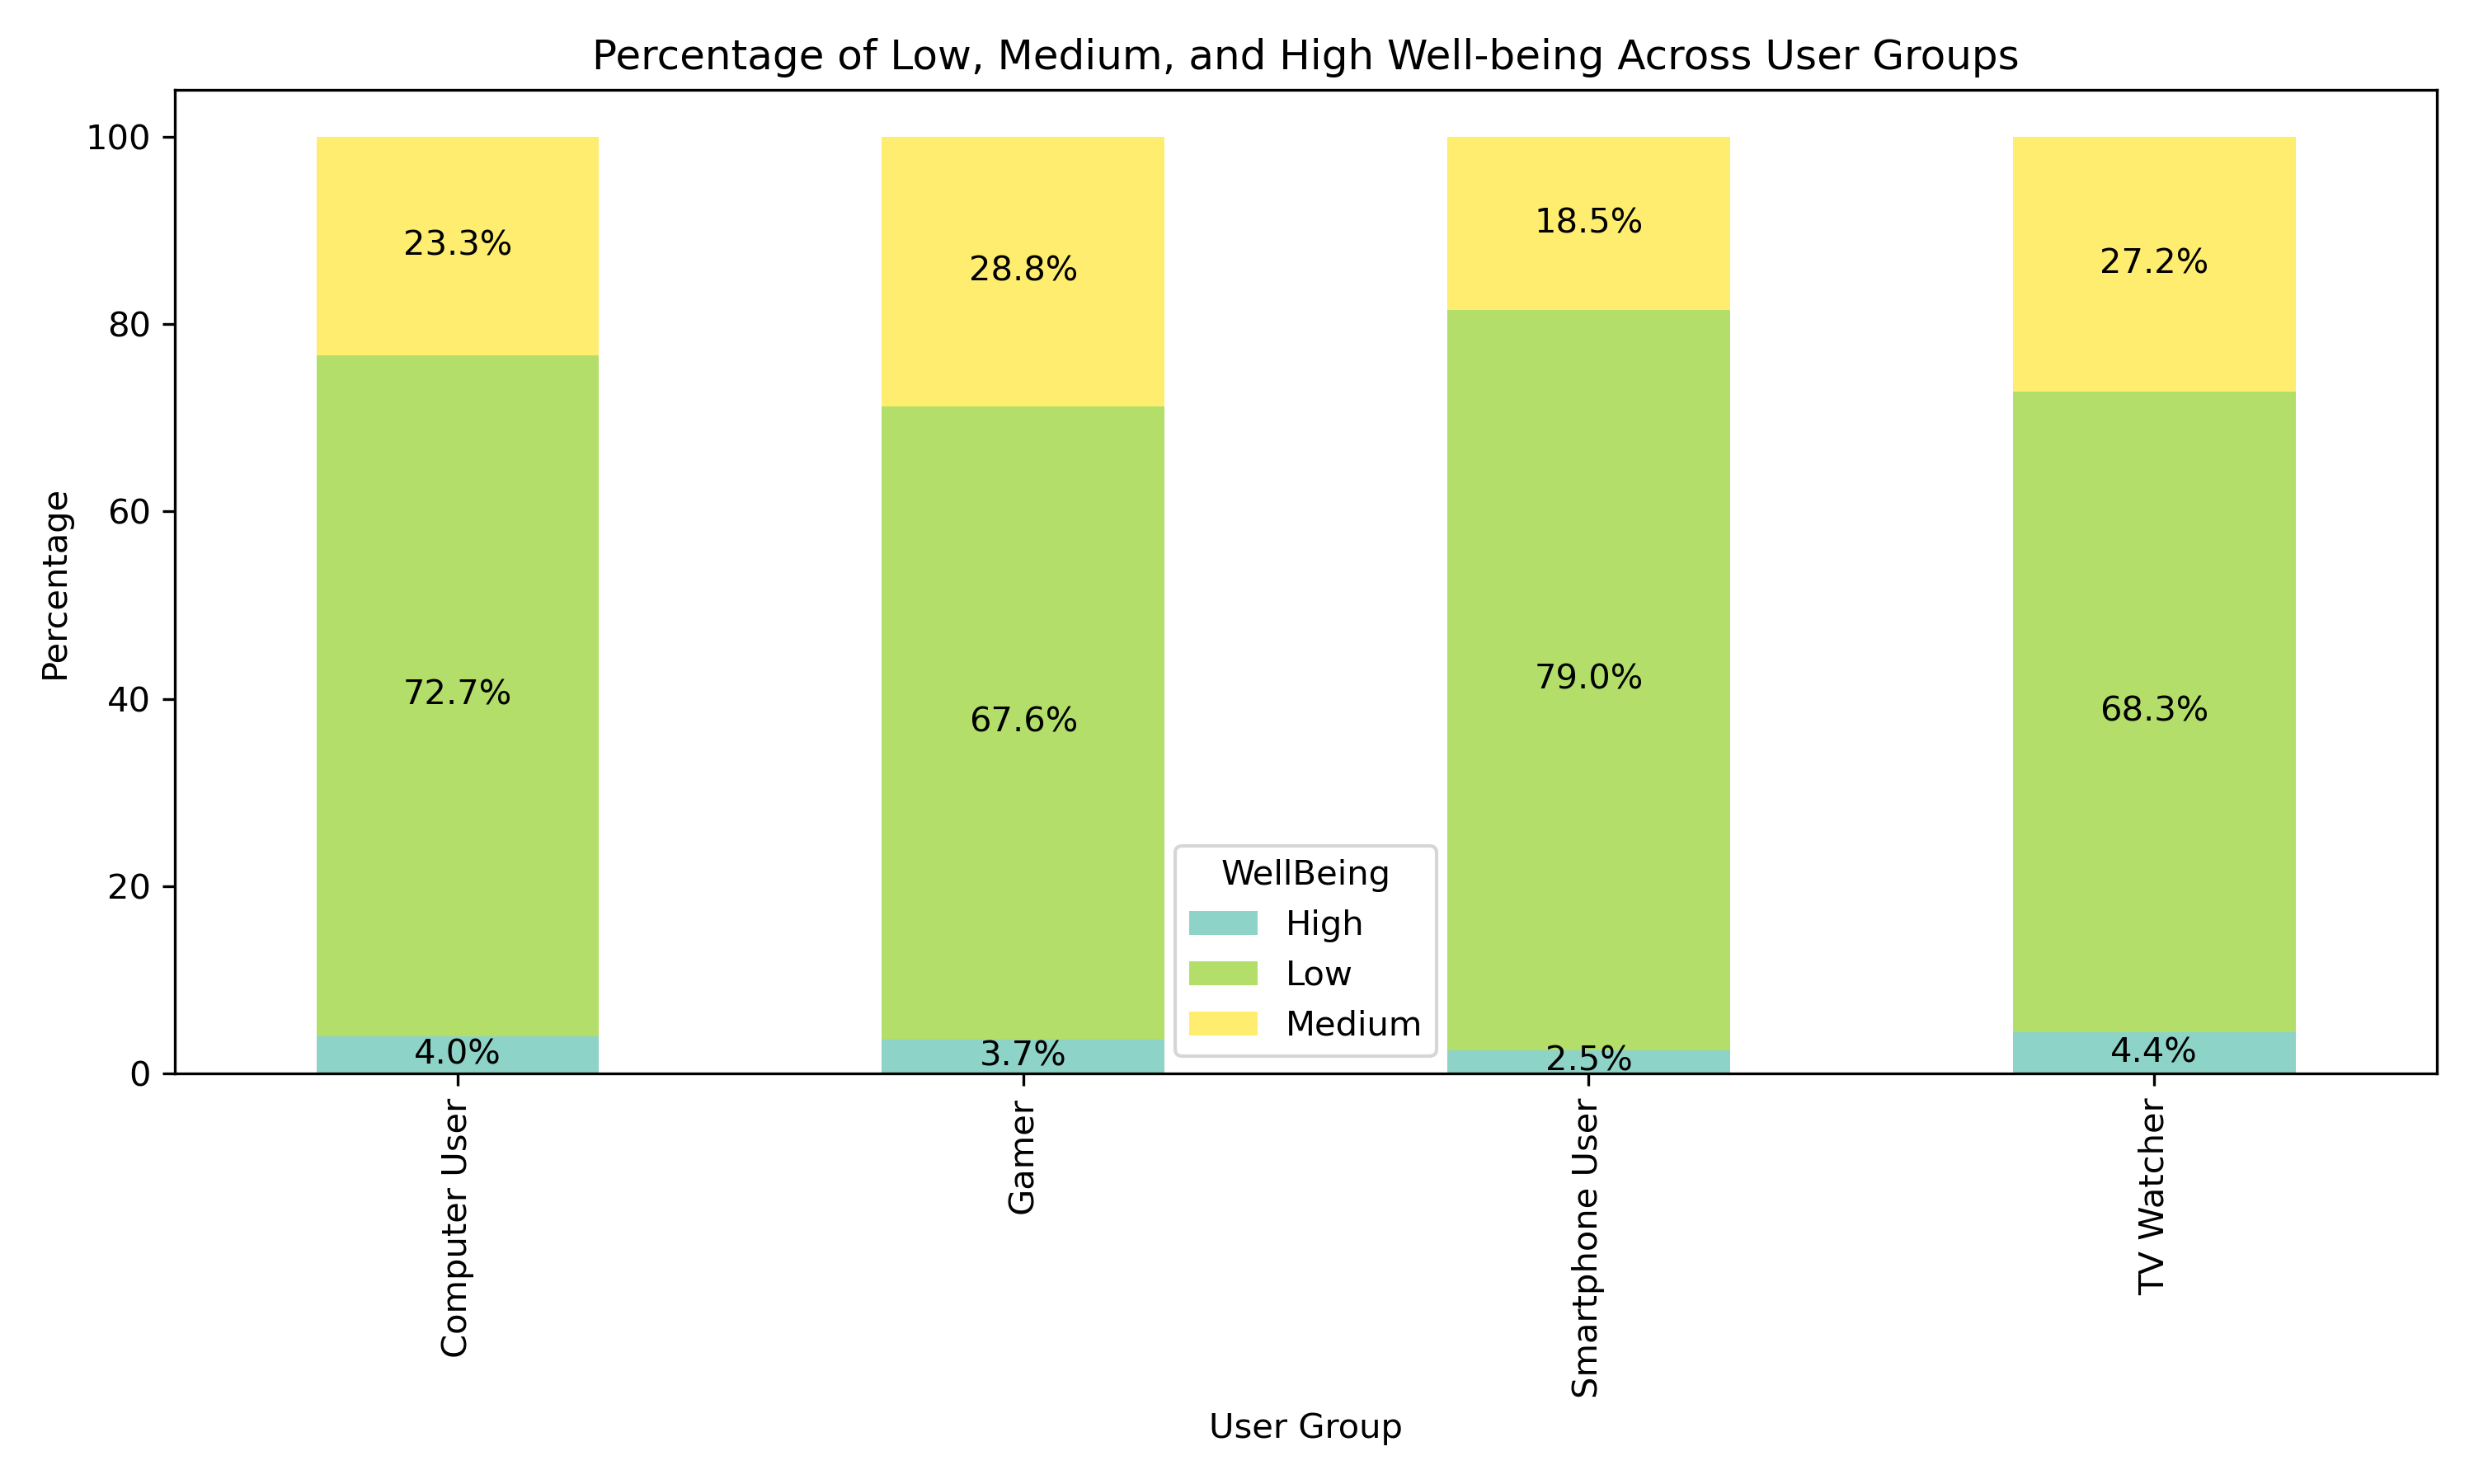 Percentage of Low, Medium, and High Well-being Across User Groups
Percentage
100
80
60
40
20
0
23.3%
28.8%
18.5%
27.2%
72.7%
67.6%
79.0%
68.3%
4.0%
3.7%
2.5%
4.4%
WellBeing
High
Low
Medium
Computer User
Gamer
Smartphone User
TV Watcher
User Group